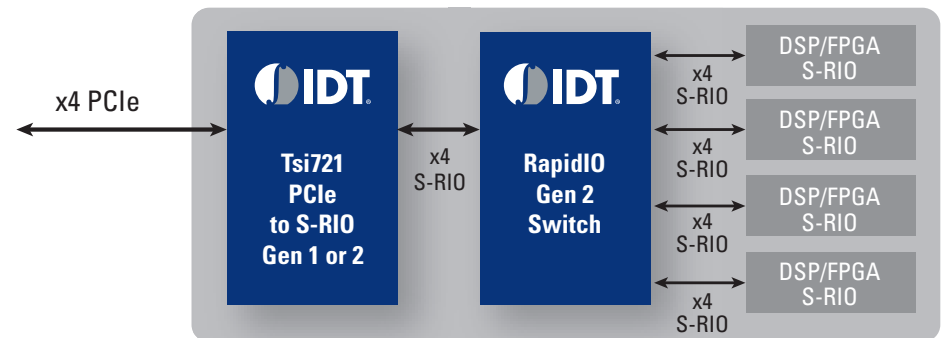 x4 PCIe
IDT
Tsi721
PCIe
to S-RIO
Gen 1 or 2
x4
S-RIO
IDT
RapidIO
Gen 2
Switch
x4
S-RIO
DSP/FPGA
S-RIO
x4
S-RIO
DSP/FPGA
S-RIO
x4
S-RIO
DSP/FPGA
S-RIO
x4
S-RIO
DSP/FPGA
S-RIO